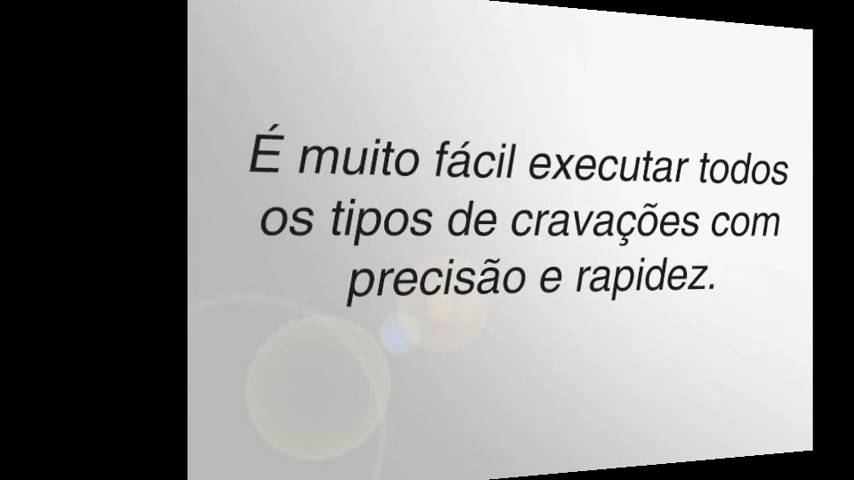 É muito fácil executar todos
os tipos de cravações com
precisão e rapidez.